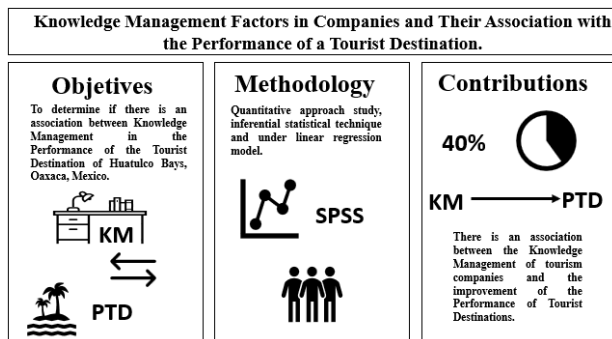 Knowledge Management Factors in Companies and Their Association with
the Performance of a Tourist Destination.
Objetives
To determine if there is an
association between Knowledge
Management in the
Performance of the Tourist
Destination of Huatulco Bays,
Oaxaca, Mexico.
KM
PTD
Methodology
Quantitative approach study,
inferential statistical technique
and under linear regression
model.
SPSS
Contributions
40%
KM PTD
There is an association
between the Knowledge
Management of tourism
companies and the
improvement of the
Performance of Tourist
Destinations.